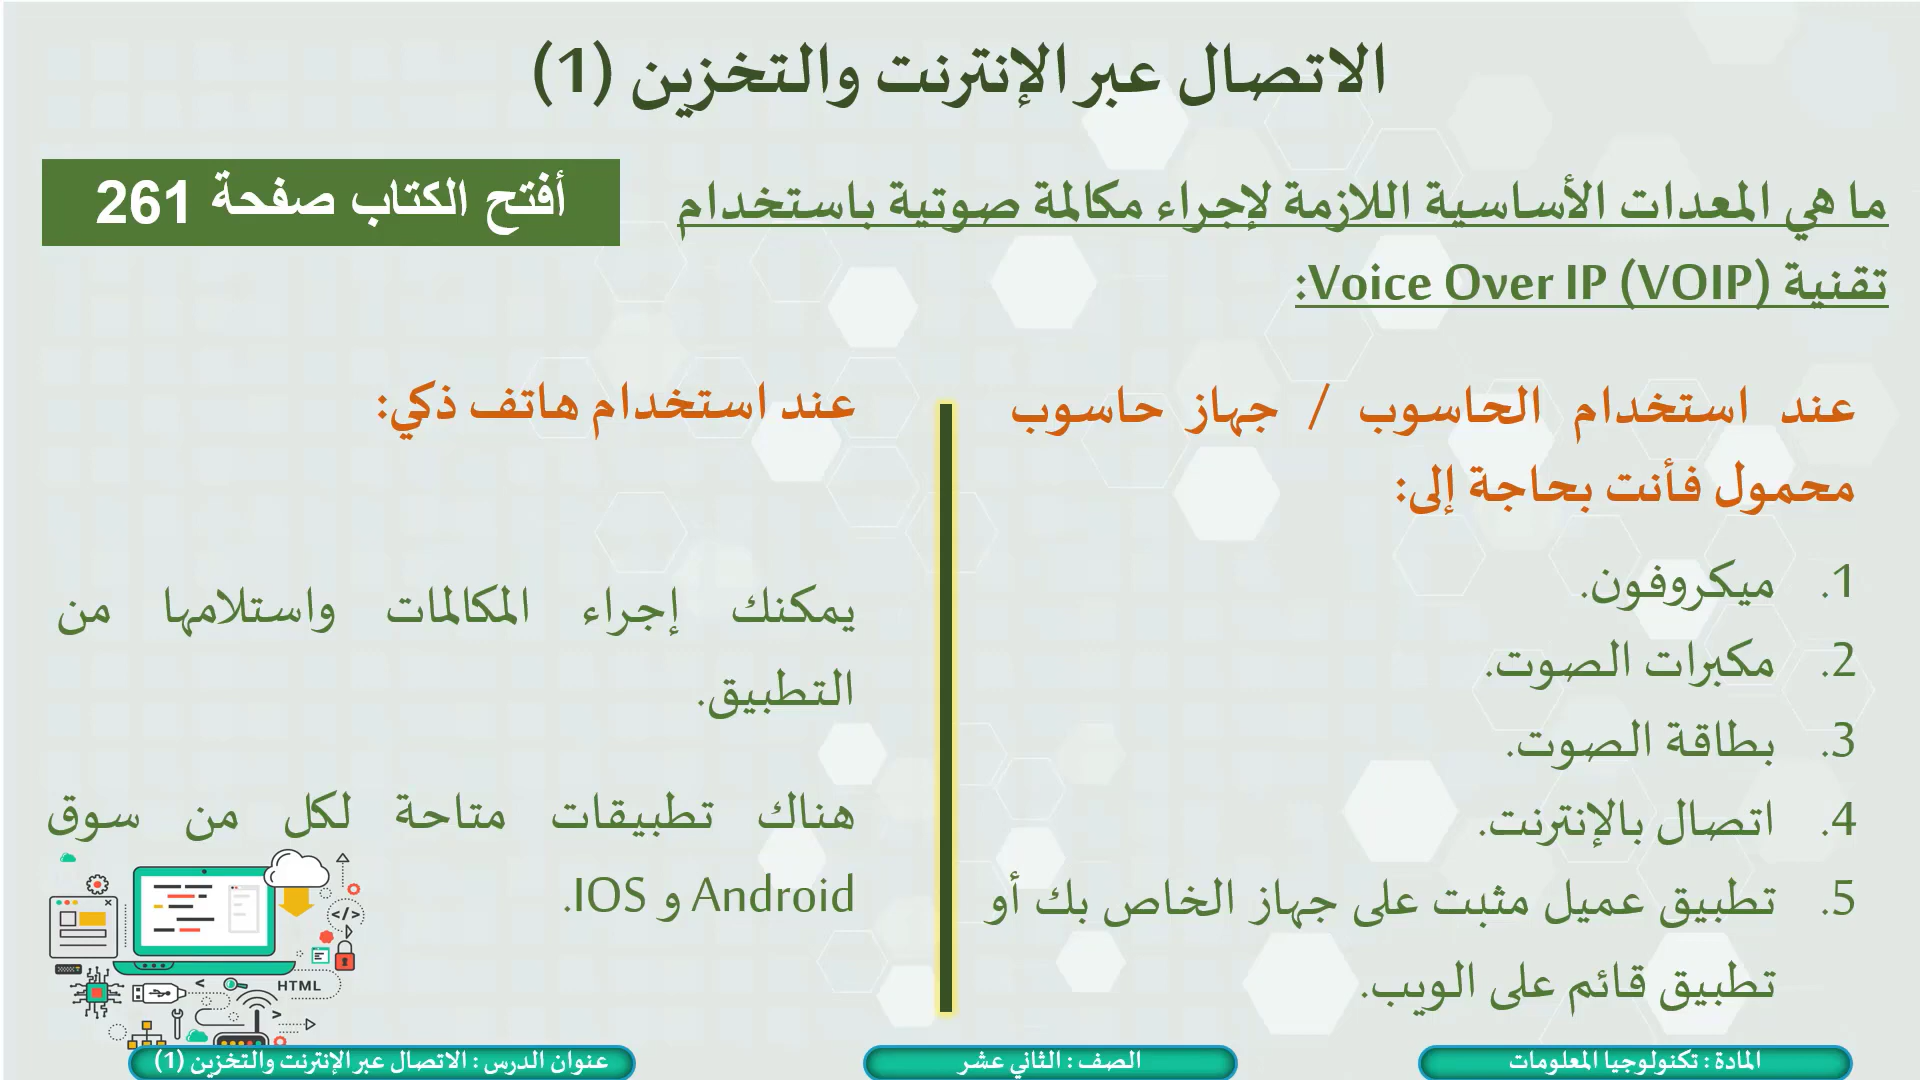 الاتصال عبر الإنترنت والتخزين (1)
أفتح الكتاب صفحة 261
ما هي المعدات الأساسية اللازمة لإجراء مكالمة صوتية باستخدام
تقنية Voice Over IP (VOIP):
عند استخدام الحاسوب / جهاز حاسوب
محمول فأنت بحاجة إلى:
1. ميكروفون.
2. مكبرات الصوت.
3. بطاقة الصوت.
4. اتصال بالإنترنت.
5. تطبيق عميل مثبت على جهاز الخاص بك أو
تطبيق قائم على الويب.
عند استخدام هاتف ذكي:
يمكنك إجراء المكالمات واستلامها من
التطبيق.
هناك تطبيقات متاحة لكل من سوق
Android و IOS.
</>
HTML
المادة : تكنولوجيا المعلومات
الصف : الثاني عشر
عنوان الدرس : الاتصال عبر الإنترنت والتخزين (1)